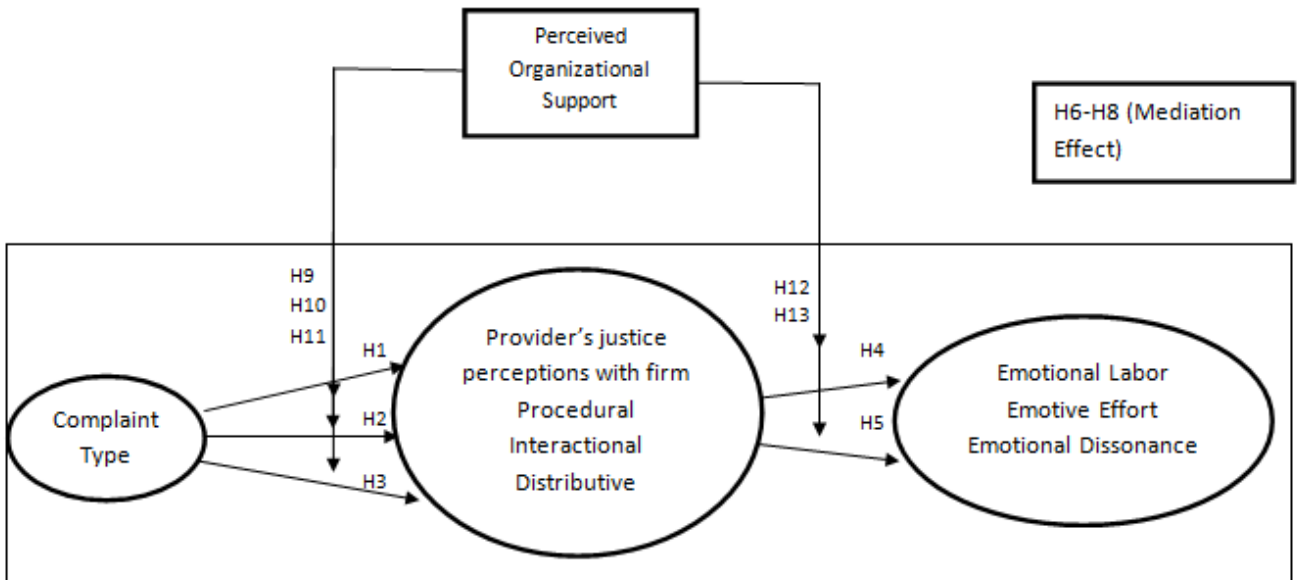 Perceived
Organizational
Support
H6-H8 (Mediation
Effect)
H9
H10
H11
H12
H13
H1
H2
H3
H4
H5
Complaint
Type
Provider’s justice
perceptions with firm
Procedural
Interactional
Distributive
Emotional Labor
Emotive Effort
Emotional Dissonance